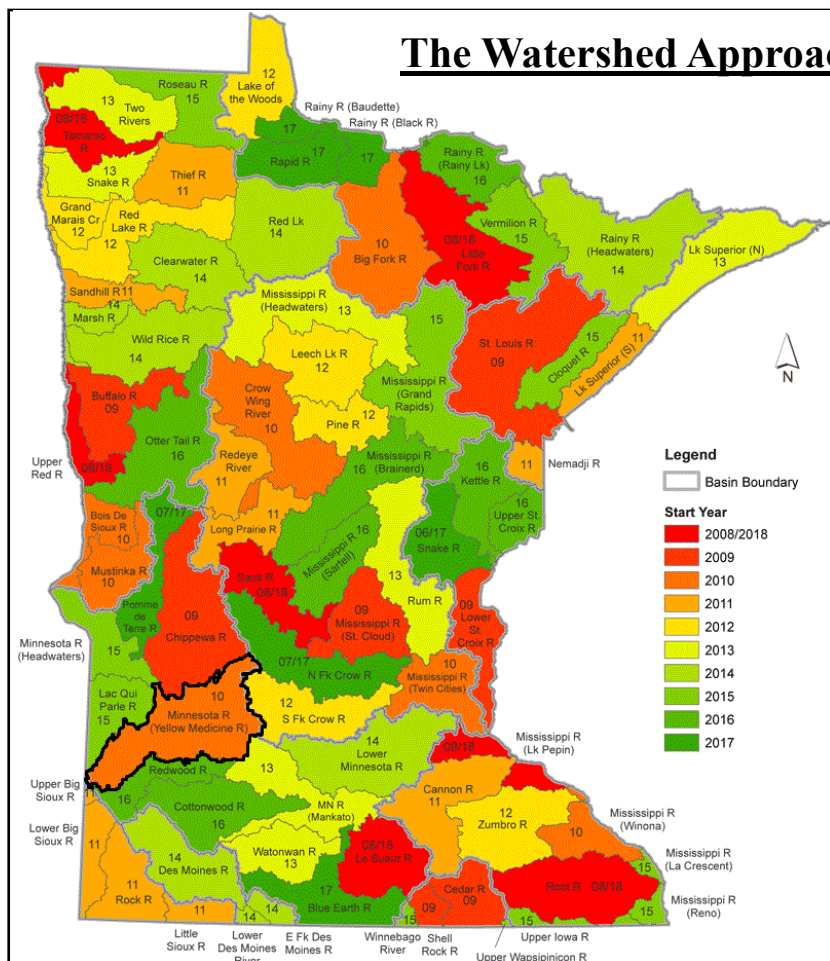 The Watershed Approac
12
Lake of
the Woods
Roseau R
15
13
Two
Rivers
08/18
Tamarac
R
Rainy R (Baudette)
Rainy R (Black R)
17
17
17
Rapid R
Rainy R
(Rainy Lk)
16
13
Snake R
Thief R
11
Grand
Marais Cr
12
Red
Lake R
12
Red Lk
14
10
Big Fork R
08/18
Little
Fork R
Vermilion R
15
Rainy R
(Headwaters)
14
Lk Superior (N)
13
Clearwater R
14
Sandhill R
11
14
Marsh R
Wild Rice R
14
Mississippi R
(Headwaters)
13
15
Leech Lk R
12
Mississippi R
(Grand
Rapids)
St. Louis R
09
15
Cloquet R
11
Lk Superior (S)
N
Buffalo R
09
Crow
Wing
River
10
Pine R
12
Otter Tail R
16
Upper
Red R
08/18
Redeye
River
11
Mississippi R
(Brainerd)
16
16
Kettle R
11
Nemadji R
16
Upper St.
Croix R
Bois De
Sioux R
10
07/17
11
Long Prairie R
16
Mississippi R
(Sartell)
06/17
Snake R
Mustinka R
10
Pomme
de
Terre R
09
Chippewa R
Sauk R
08/18
13
Rum R
09
Mississippi R
(St. Cloud)
09
Lower
St.
Croix R
Minnesota R
(Headwaters)
15
07/17
N Fk Crow R
10
Mississippi R
(Twin Cities)
Lac Qui
Parle R
15
10
Minnesota R
(Yellow Medicine R)
12
S Fk Crow R
14
Lower
Minnesota R
08/18
Mississippi R
(Lk Pepin)
Redwood R
13
Upper Big
Sioux R
16
Cottonwood R
16
MN R
(Mankato)
Cannon R
11
12
Zumbro R
10
Mississippi R
(Winona)
Lower Big
Sioux R
11
11
Rock R
14
Des Moines R
Watonwan R
13
08/18
Le Sueur R
17
Blue Earth R
Cedar R
09
09
Root R
08/18
15
Mississippi R
(La Crescent)
15
Mississippi R
(Reno)
11
14
14
15
15
Little
Sioux R
Lower
Des Moines
River
E Fk Des
Moines R
Winnebago
River
Shell
Rock R
Upper Iowa R
Upper Wapsipinicon R
Legend
Basin Boundary
Start Year
2008/2018
2009
2010
2011
2012
2013
2014
2015
2016
2017